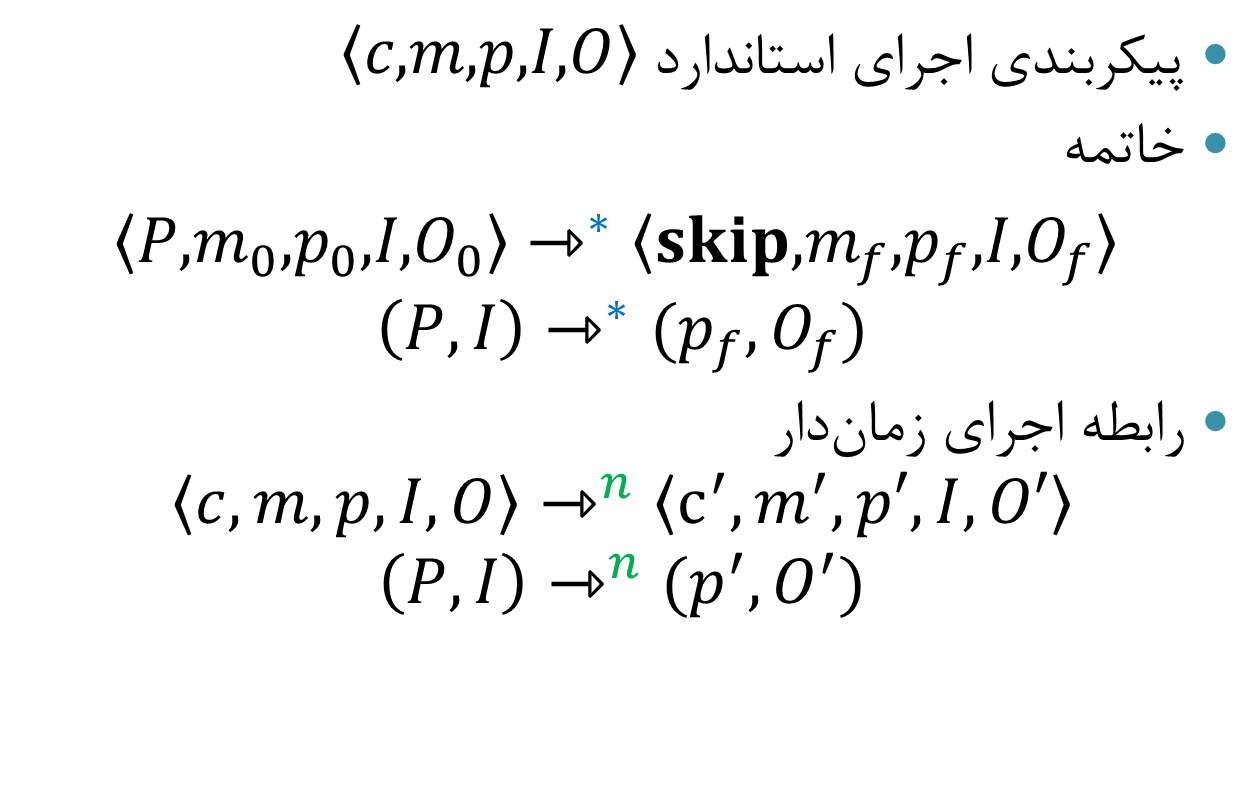 • پیکربندی اجرای استاندارد ⟨c,m,p,I,O⟩
• خاتمه
⟨P,m₀,p₀,I,O₀⟩ ⇾* ⟨skip,m_f,p_f,I,O_f⟩
(P, I) ⇾* (p_f, O_f)
• رابطه اجرای زمان‌دار
⟨c, m, p, I, O⟩ ⇾ⁿ ⟨c′, m′, p′, I, O′⟩
(P, I) ⇾ⁿ (p′, O′)